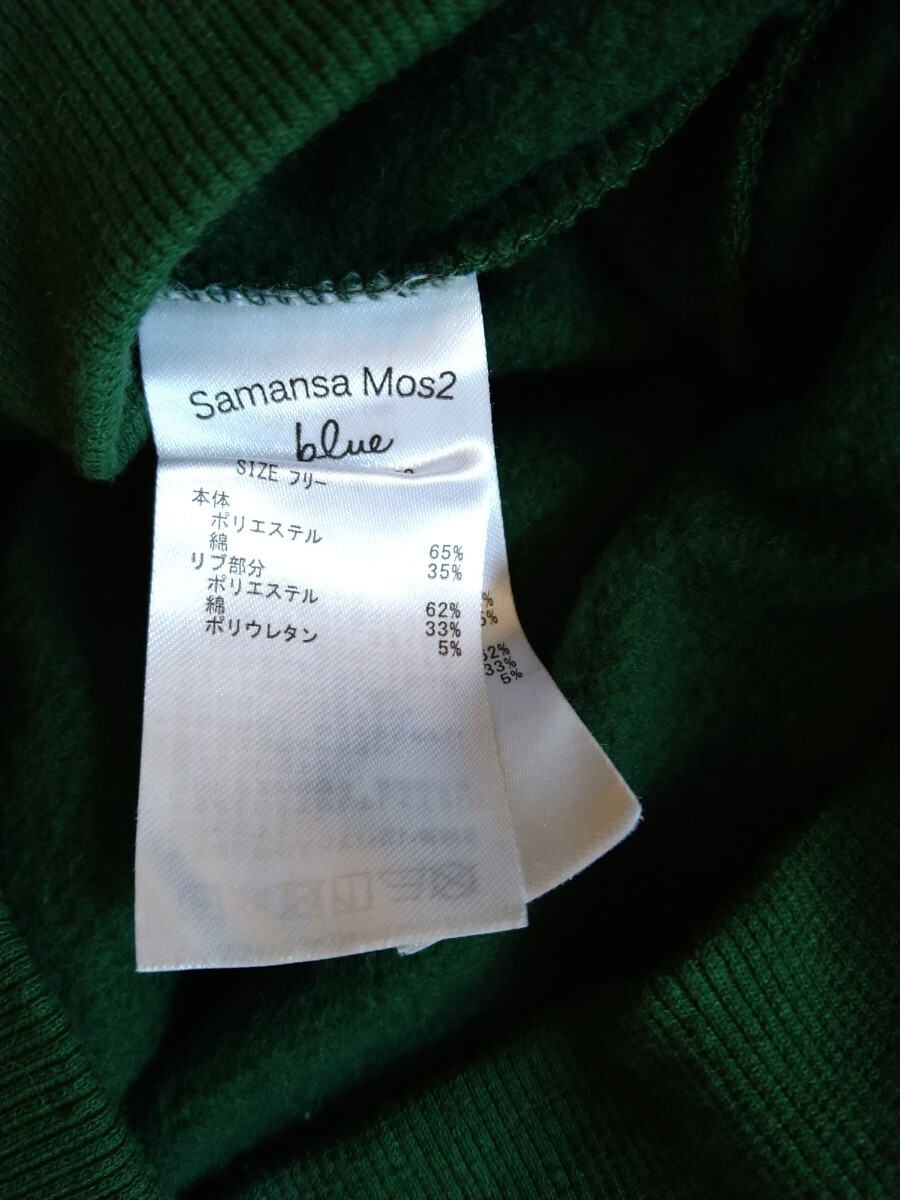 Samansa Mos2
blue
SIZE フリー
本体
ポリエステル 65%
綿 35%
リブ部分
ポリエステル 62%
綿 33%
ポリウレタン 5%
%
5%
62%
33%
5%